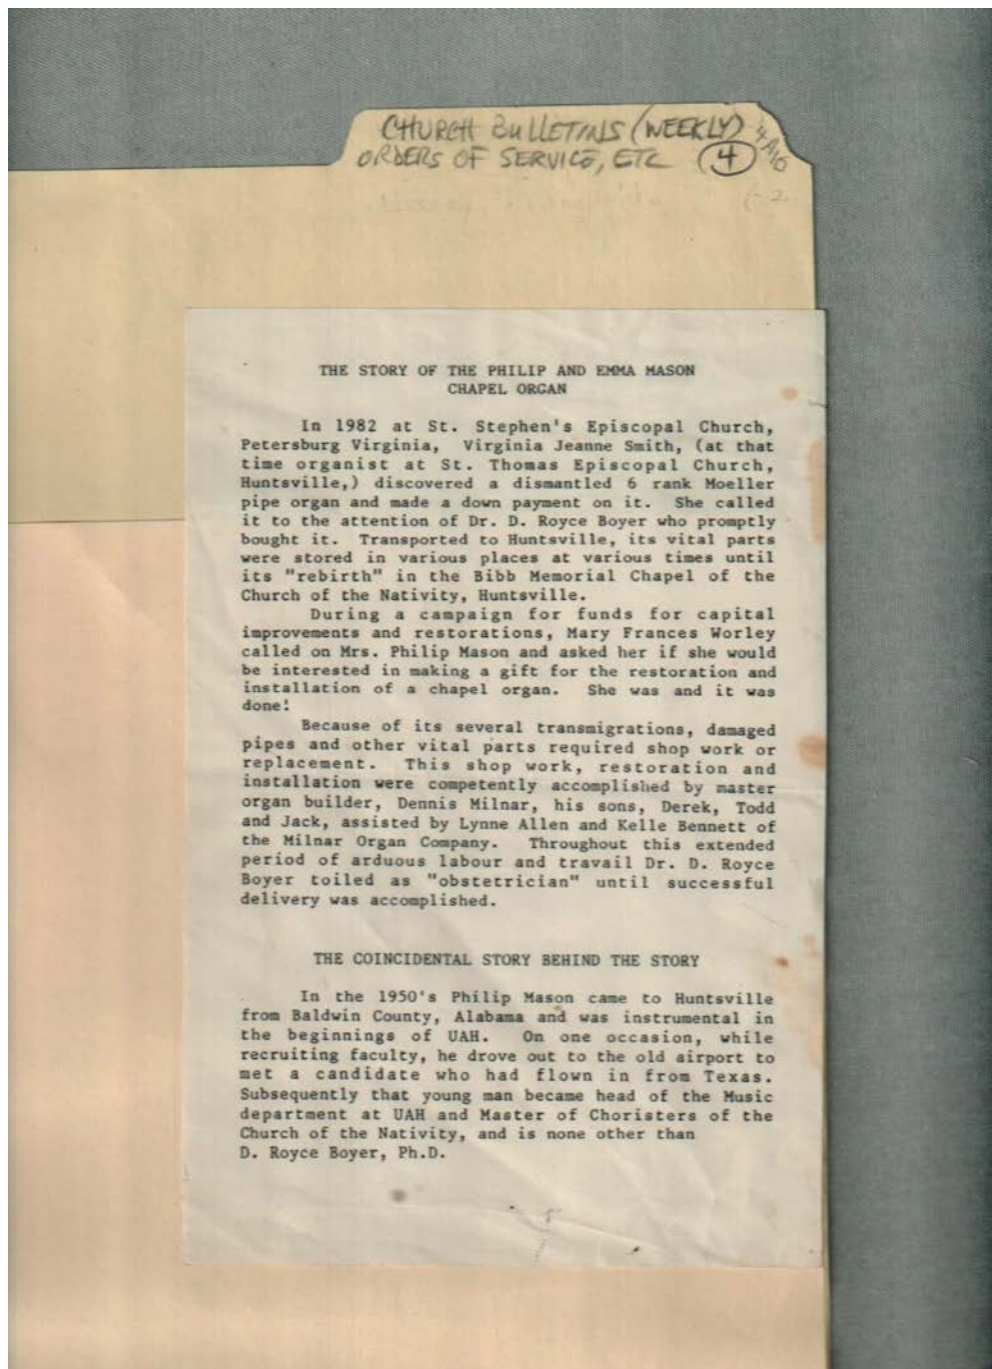 CHURCH BULLETINS (WEEKLY)
ORDERS OF SERVICE, ETC 4
THE STORY OF THE PHILIP AND EMMA MASON
CHAPEL ORGAN
In 1982 at St. Stephen's Episcopal Church,
Petersburg Virginia, Virginia Jeanne Smith, (at that
time organist at St. Thomas Episcopal Church,
Huntsville,) discovered a dismantled 6 rank Moeller
pipe organ and made a down payment on it. She called
it to the attention of Dr. D. Royce Boyer who promptly
bought it. Transported to Huntsville, its vital parts
were stored in various places at various times until
its "rebirth" in the Bibb Memorial Chapel of the
Church of the Nativity, Huntsville.
During a campaign for funds for capital
improvements and restorations, Mary Frances Worley
called on Mrs. Philip Mason and asked her if she would
be interested in making a gift for the restoration and
installation of a chapel organ. She was and it was
done!
Because of its several transmigrations, damaged
pipes and other vital parts required shop work or
replacement. This shop work, restoration and
installation were competently accomplished by master
organ builder, Dennis Milnar, his sons, Derek, Todd
and Jack, assisted by Lynne Allen and Kelle Bennett of
the Milnar Organ Company. Throughout this extended
period of arduous labour and travail Dr. D. Royce
Boyer toiled as "obstetrician" until successful
delivery was accomplished.
THE COINCIDENTAL STORY BEHIND THE STORY
In the 1950's Philip Mason came to Huntsville
from Baldwin County, Alabama and was instrumental in
the beginnings of UAH. On one occasion, while
recruiting faculty, he drove out to the old airport to
met a candidate who had flown in from Texas.
Subsequently that young man became head of the Music
department at UAH and Master of Choristers of the
Church of the Nativity, and is none other than
D. Royce Boyer, Ph.D.